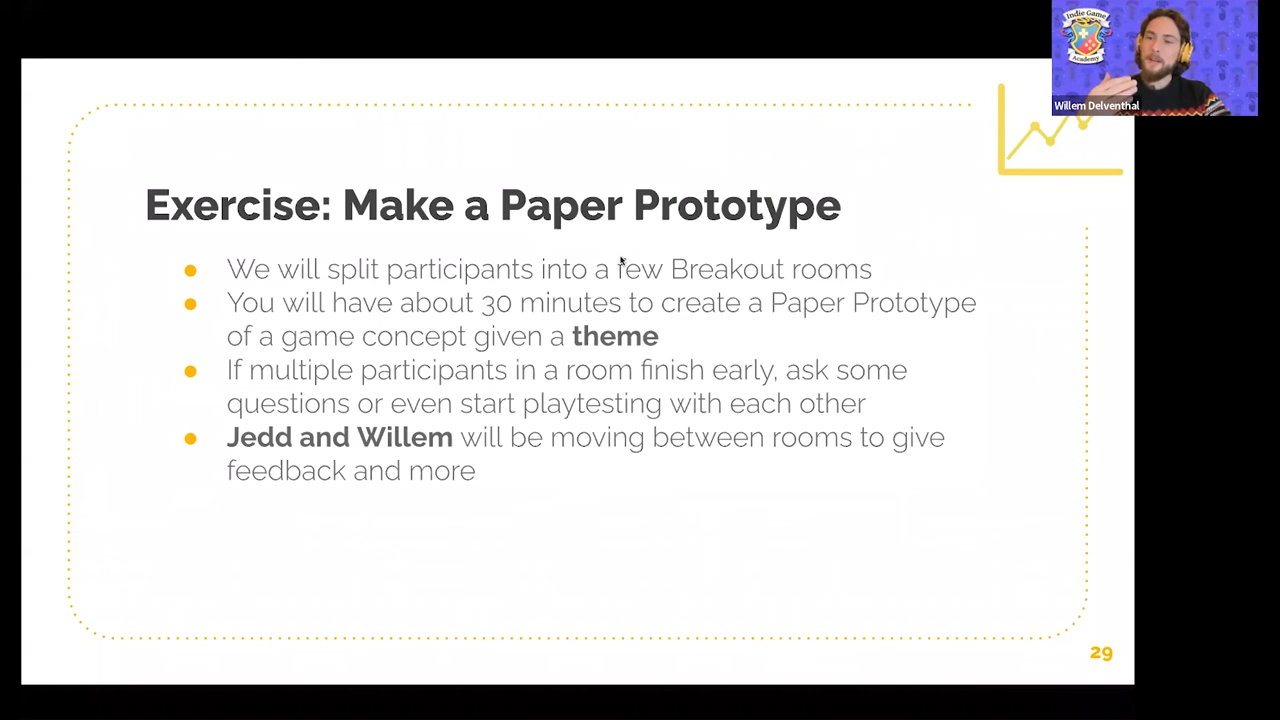 Indie Game
Academy
Willem Delventhal
Exercise: Make a Paper Prototype
● We will split participants into a few Breakout rooms
● You will have about 30 minutes to create a Paper Prototype
of a game concept given a theme
● If multiple participants in a room finish early, ask some
questions or even start playtesting with each other
● Jedd and Willem will be moving between rooms to give
feedback and more
29